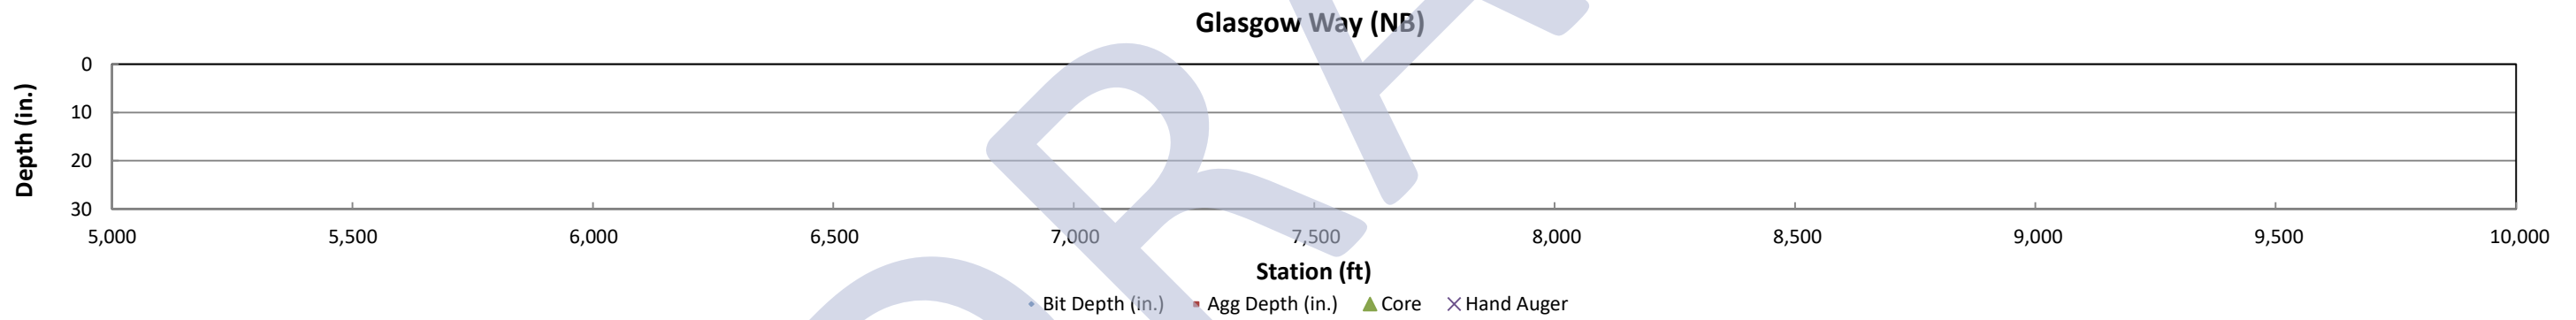 Glasgow Way (NB)
Depth (in.)
0
10
20
30
5,000 5,500 6,000 6,500 7,000 7,500 8,000 8,500 9,000 9,500 10,000
Station (ft)
Bit Depth (in.) Agg Depth (in.) Core Hand Auger